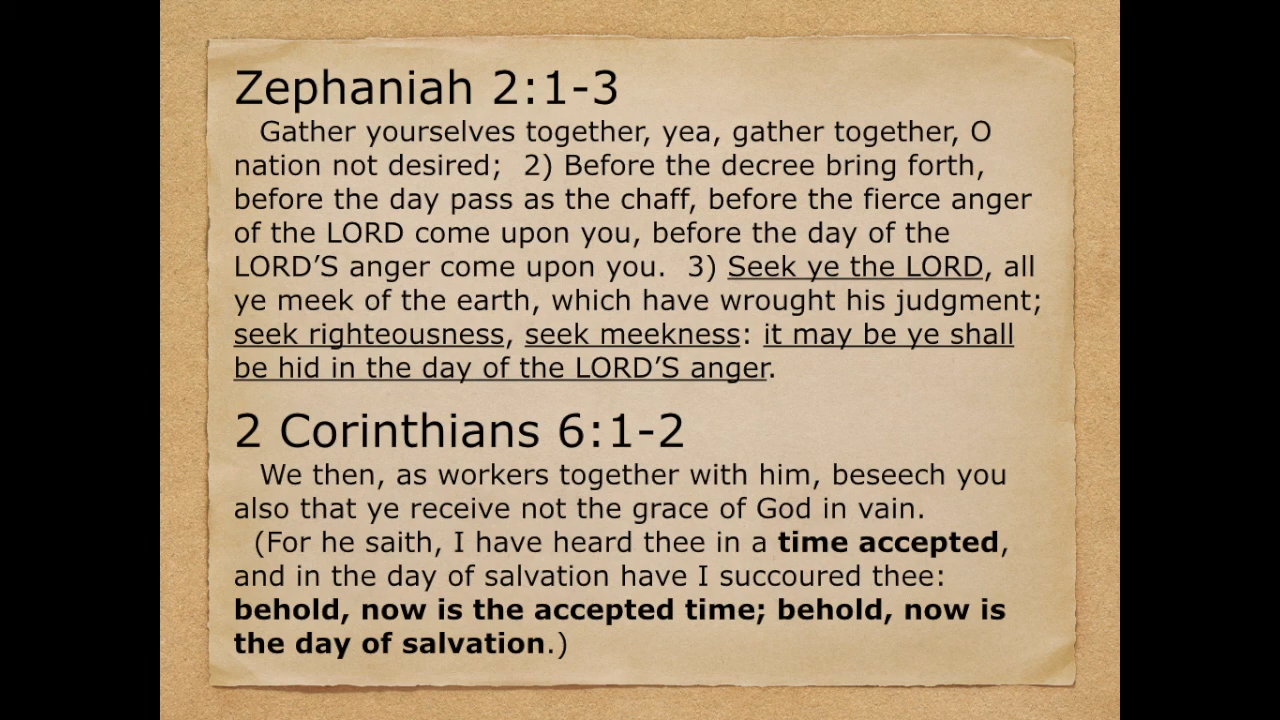 Zephaniah 2:1-3
Gather yourselves together, yea, gather together, O
nation not desired;  2) Before the decree bring forth,
before the day pass as the chaff, before the fierce anger
of the LORD come upon you, before the day of the
LORD’S anger come upon you.  3) Seek ye the LORD, all
ye meek of the earth, which have wrought his judgment;
seek righteousness, seek meekness: it may be ye shall
be hid in the day of the LORD’S anger.
2 Corinthians 6:1-2
We then, as workers together with him, beseech you
also that ye receive not the grace of God in vain.
(For he saith, I have heard thee in a time accepted,
and in the day of salvation have I succoured thee:
behold, now is the accepted time; behold, now is
the day of salvation.)